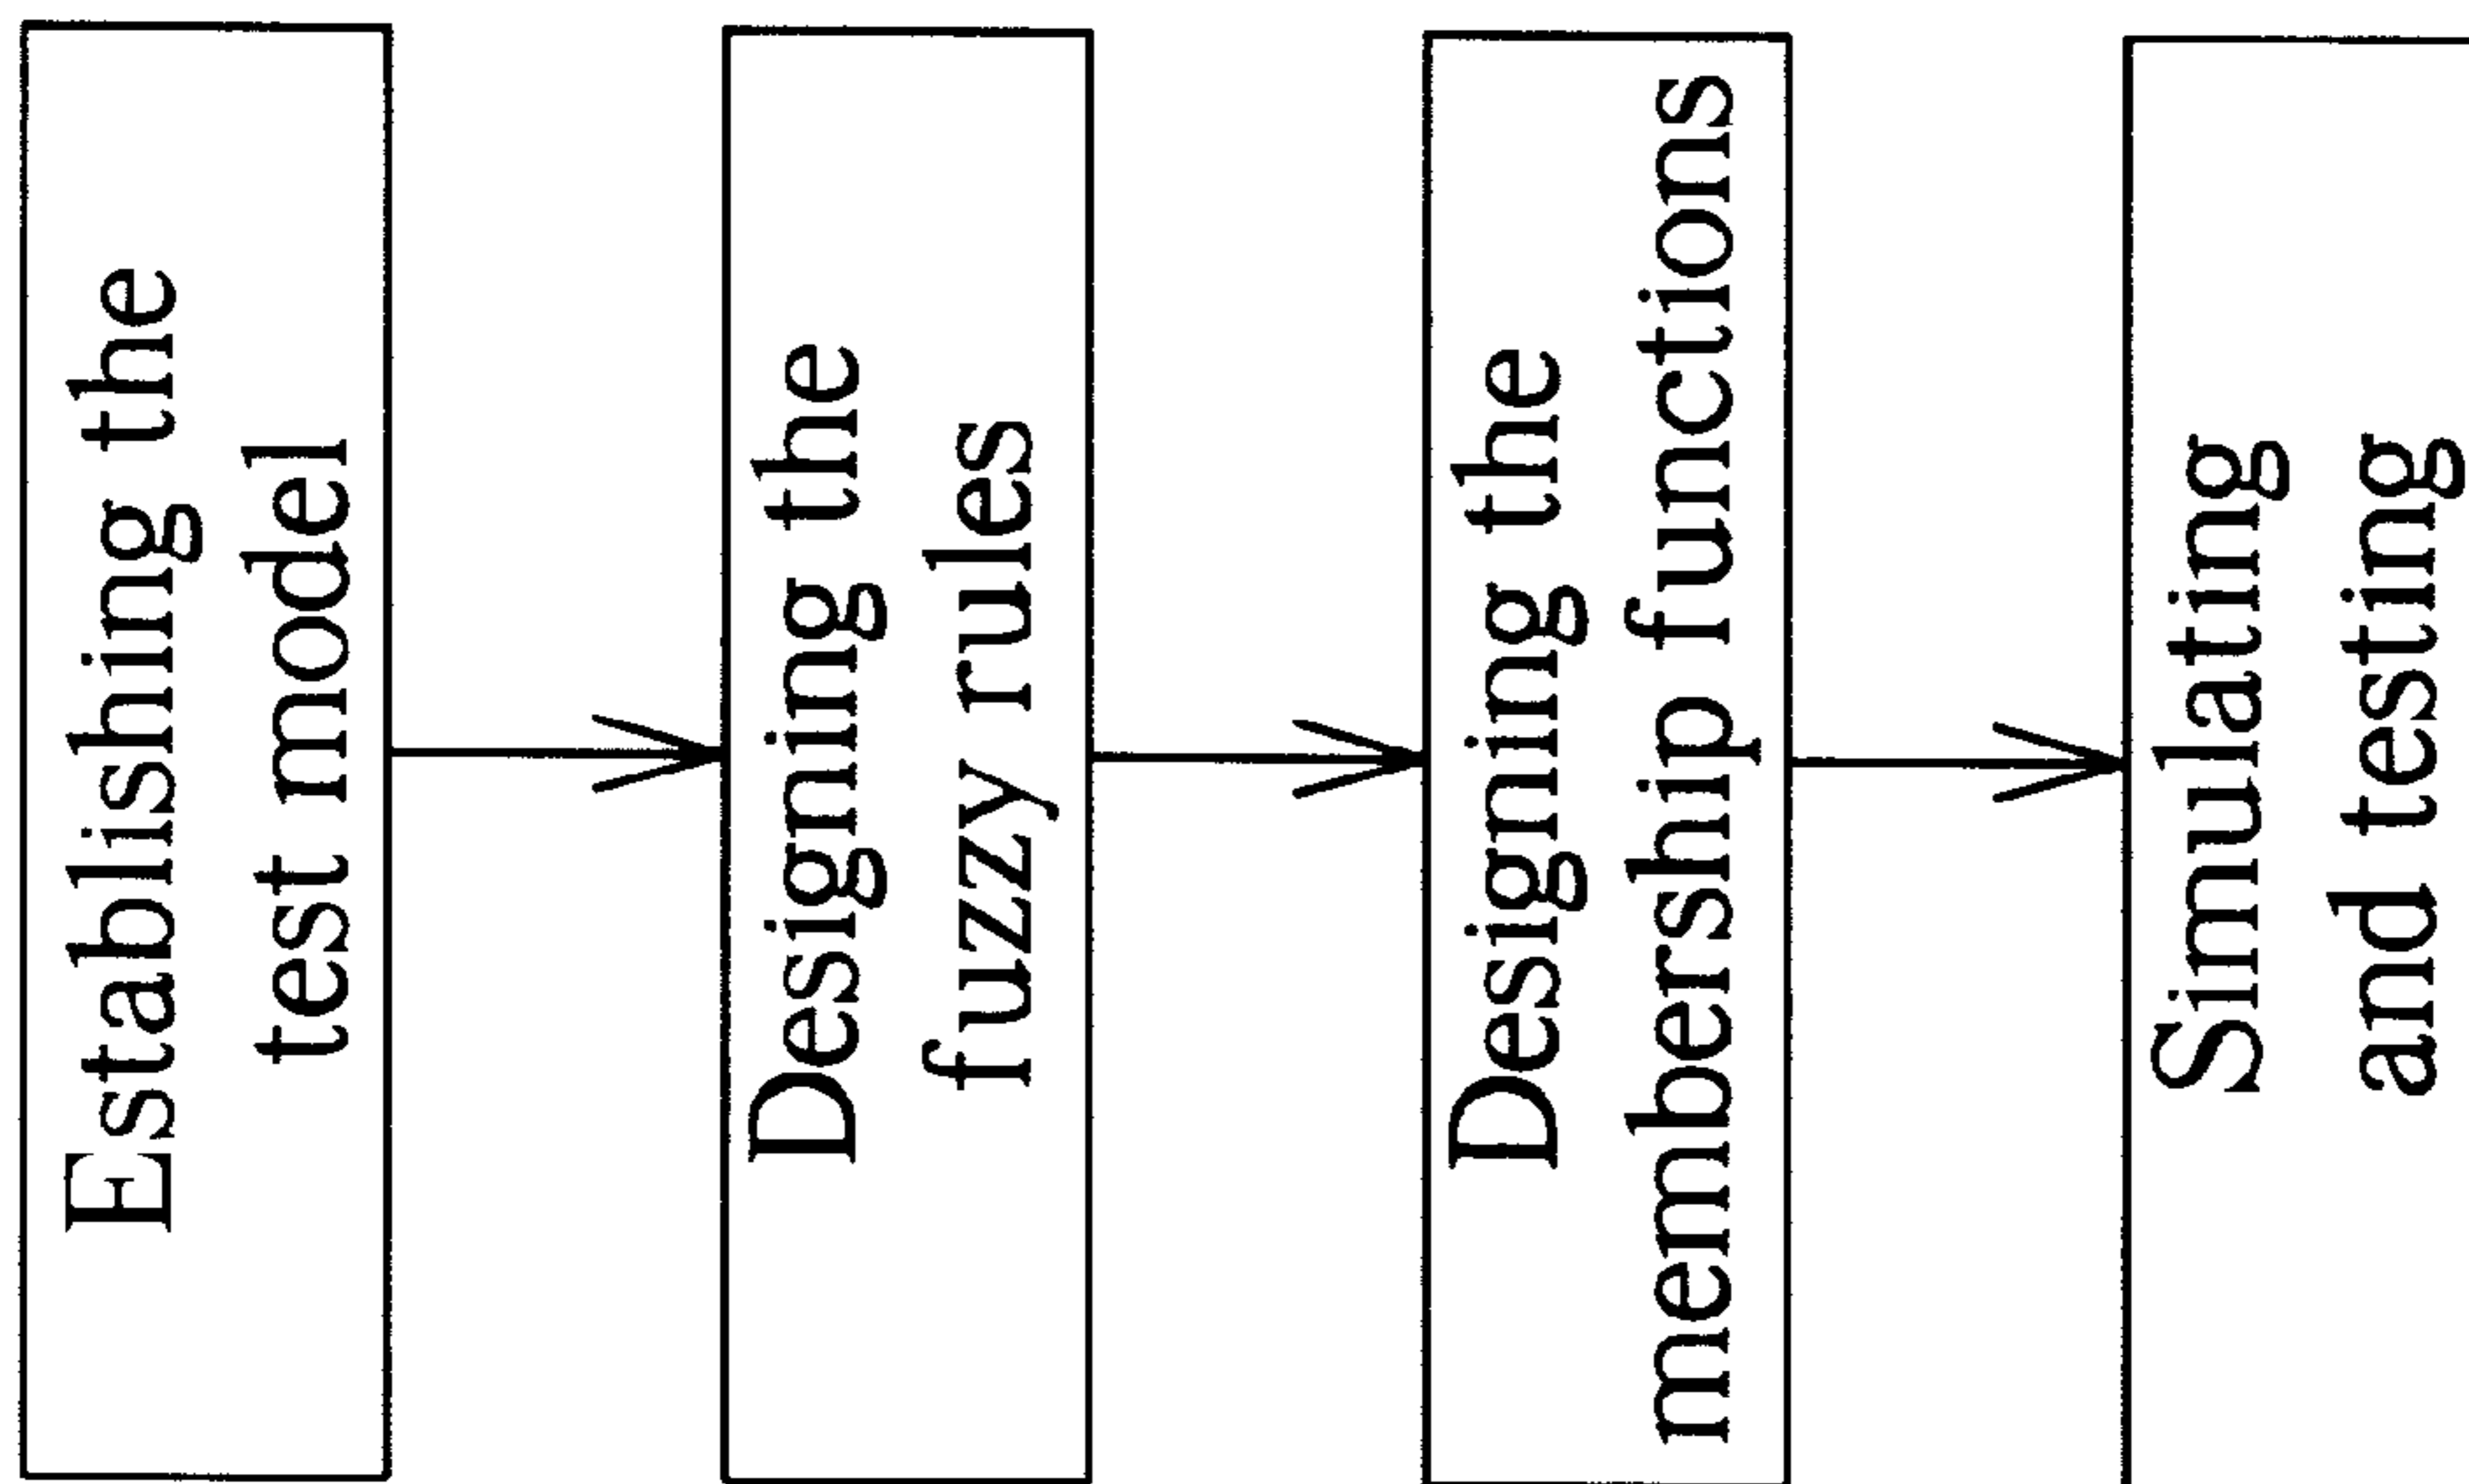 Establishing the
test model
Designing the
fuzzy rules
Designing the
membership functions
Simulating
and testing